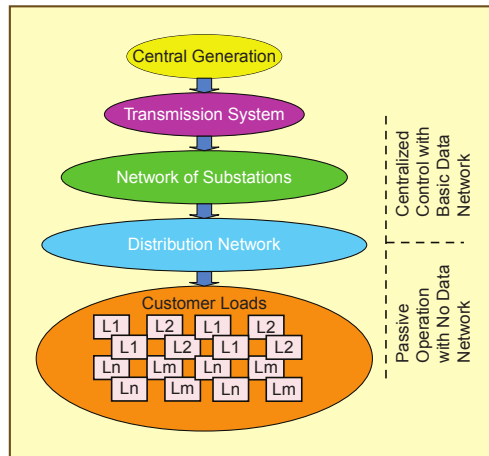 Central Generation
Transmission System
Network of Substations
Distribution Network
Customer Loads
L1 L2 L1 L2
L1 L2 L1 L2
Ln Lm Ln Lm
Ln Lm Ln Lm
Centralized
Control with
Basic Data
Network
Passive
Operation
with No Data
Network